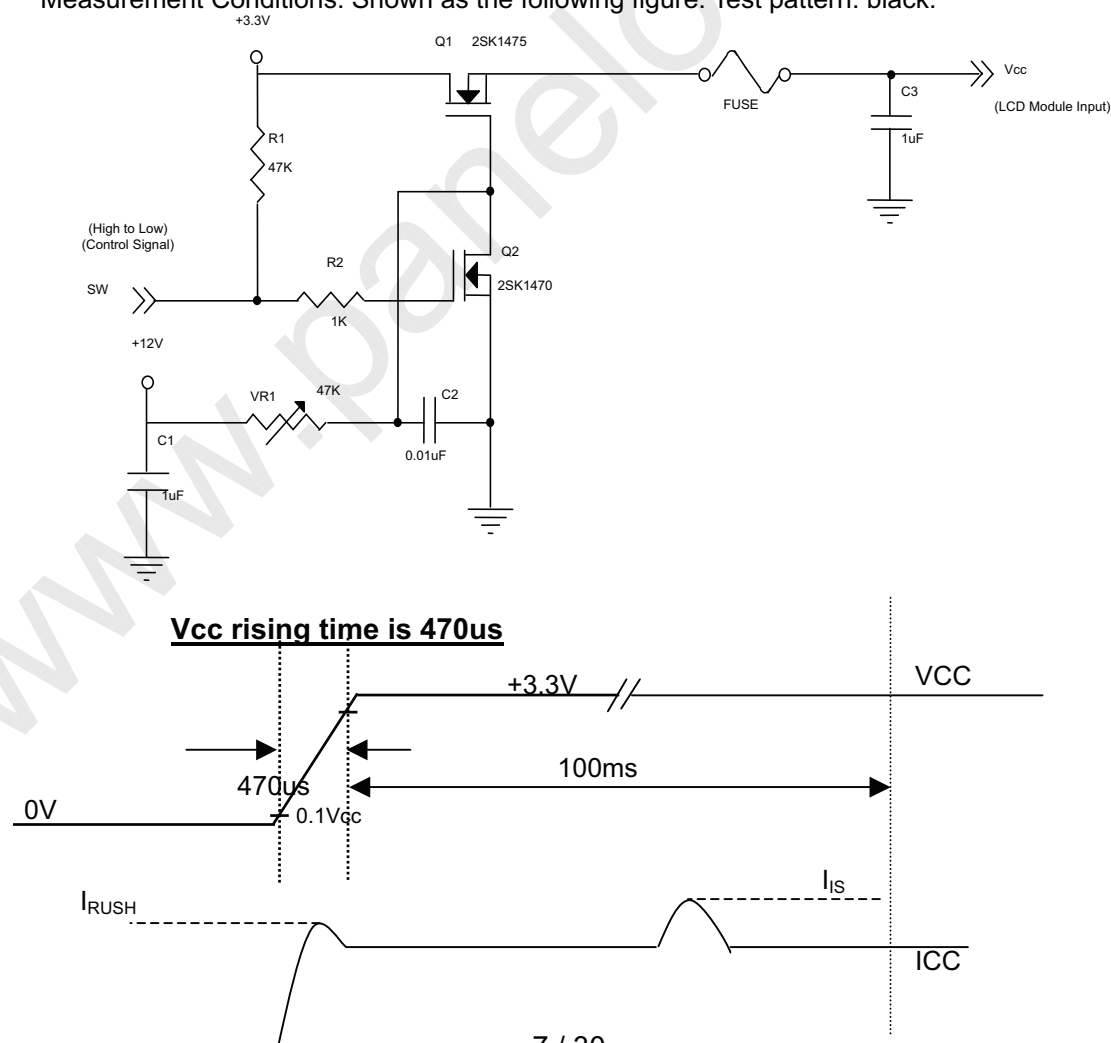 Measurement Conditions: Shown as the following figure. Test pattern: black.
+3.3V
Q1 2SK1475
Vcc
FUSE
C3
(LCD Module Input)
1uF
R1
47K
(High to Low)
(Control Signal)
Q2
R2
2SK1470
SW
1K
+12V
VR1
47K
C2
C1
0.01uF
1uF
Vcc rising time is 470us
+3.3V
VCC
100ms
470us
0V
0.1Vcc
IRUSH
IIS
ICC
7 / 30
www.panelo